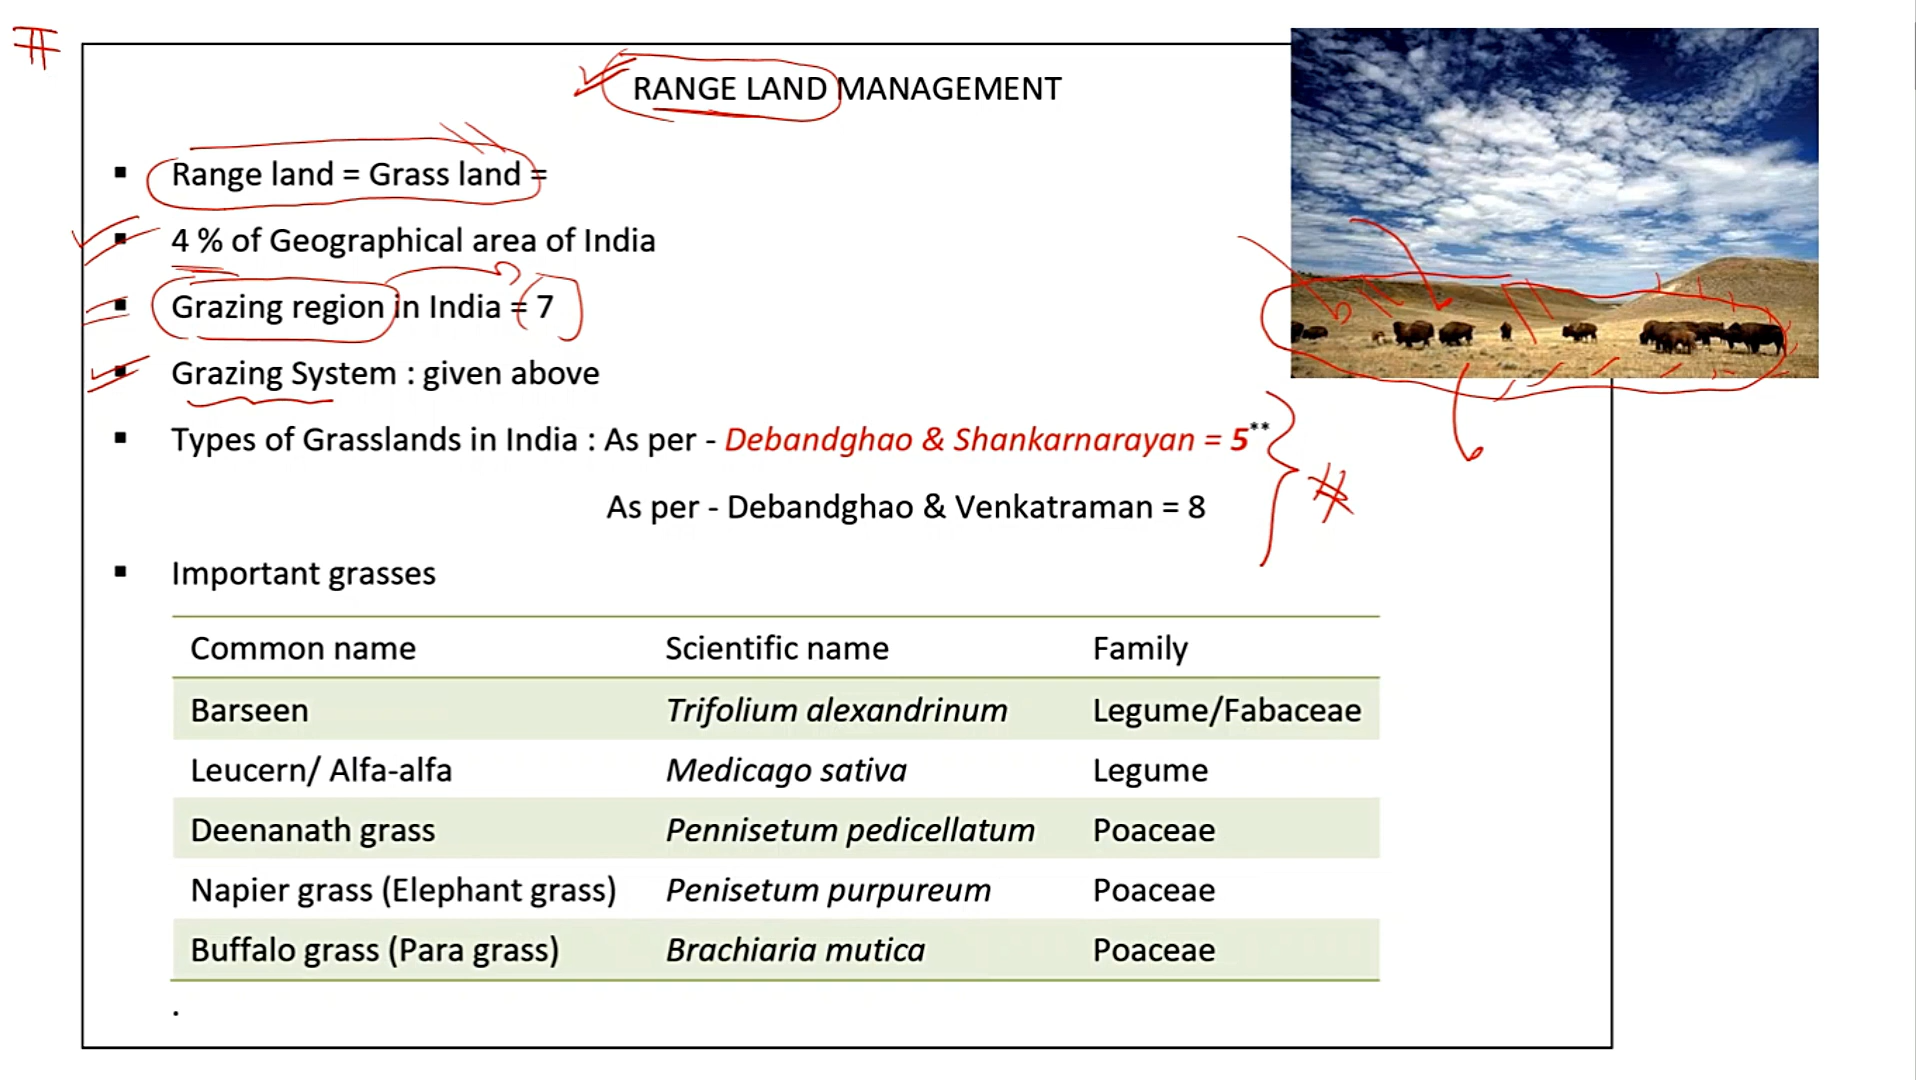 #
RANGE LAND MANAGEMENT
▪ Range land = Grass land =
▪ 4 % of Geographical area of India
▪ Grazing region in India = 7
▪ Grazing System : given above
▪ Types of Grasslands in India : As per - Debandghao & Shankarnarayan = 5**
As per - Debandghao & Venkatraman = 8
#
▪ Important grasses
Common name Scientific name Family
Barseen Trifolium alexandrinum Legume/Fabaceae
Leucern/ Alfa-alfa Medicago sativa Legume
Deenanath grass Pennisetum pedicellatum Poaceae
Napier grass (Elephant grass) Penisetum purpureum Poaceae
Buffalo grass (Para grass) Brachiaria mutica Poaceae
.